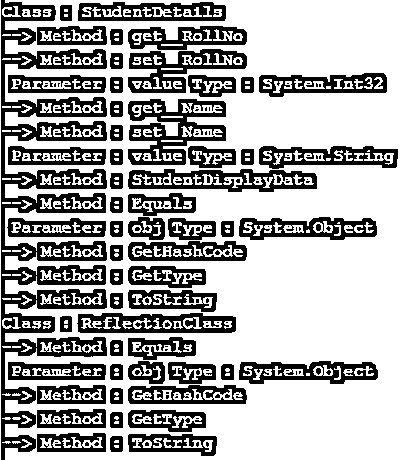 Class : StudentDetails
--> Method : get_RollNo
--> Method : set_RollNo
Parameter : value Type : System.Int32
--> Method : get_Name
--> Method : set_Name
Parameter : value Type : System.String
--> Method : StudentDisplayData
--> Method : Equals
Parameter : obj Type : System.Object
--> Method : GetHashCode
--> Method : GetType
--> Method : ToString
Class : ReflectionClass
--> Method : Equals
Parameter : obj Type : System.Object
--> Method : GetHashCode
--> Method : GetType
--> Method : ToString